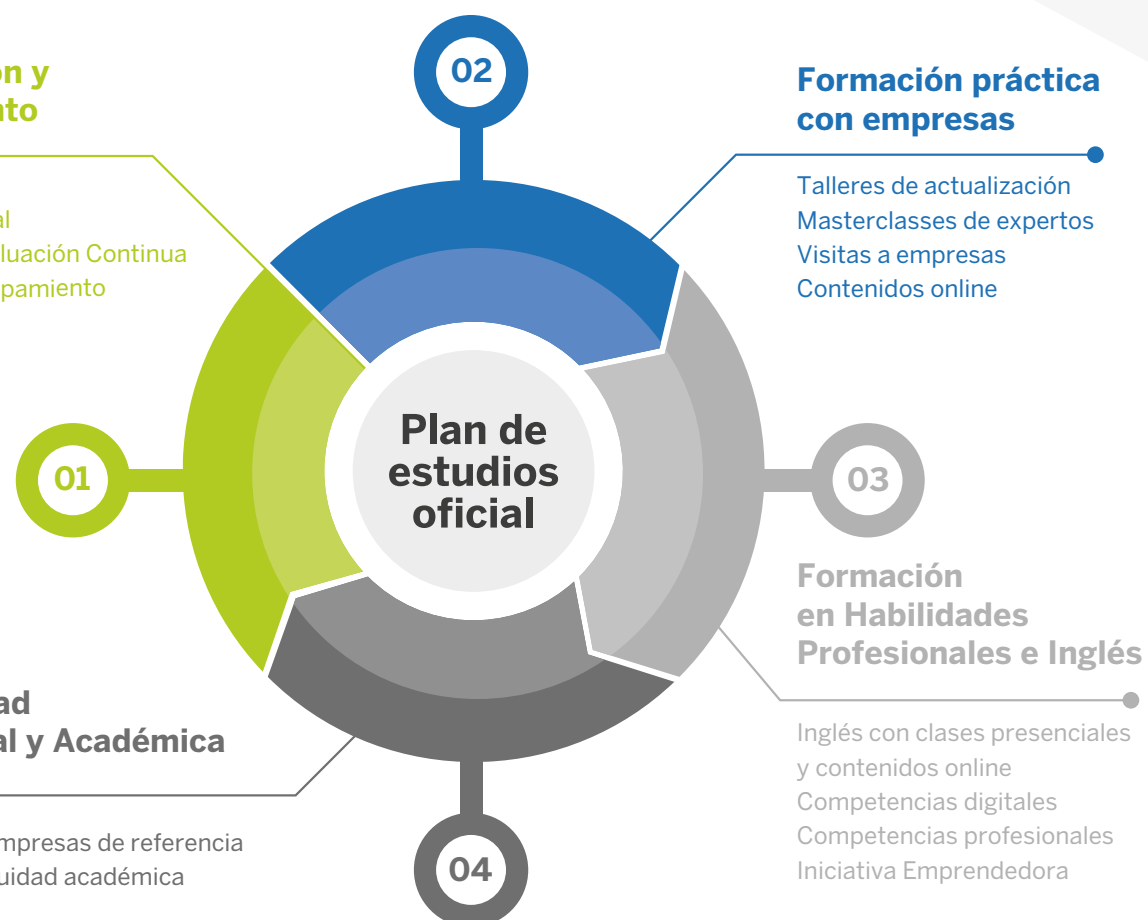 ón y
nto
al
luación Continua
pamiento
01
02
Formación práctica
con empresas
Talleres de actualización
Masterclasses de expertos
Visitas a empresas
Contenidos online
Plan de
estudios
oficial
03
Formación
en Habilidades
Profesionales e Inglés
Inglés con clases presenciales
y contenidos online
Competencias digitales
Competencias profesionales
Iniciativa Emprendedora
ad
al y Académica
mpresas de referencia
uidad académica
04